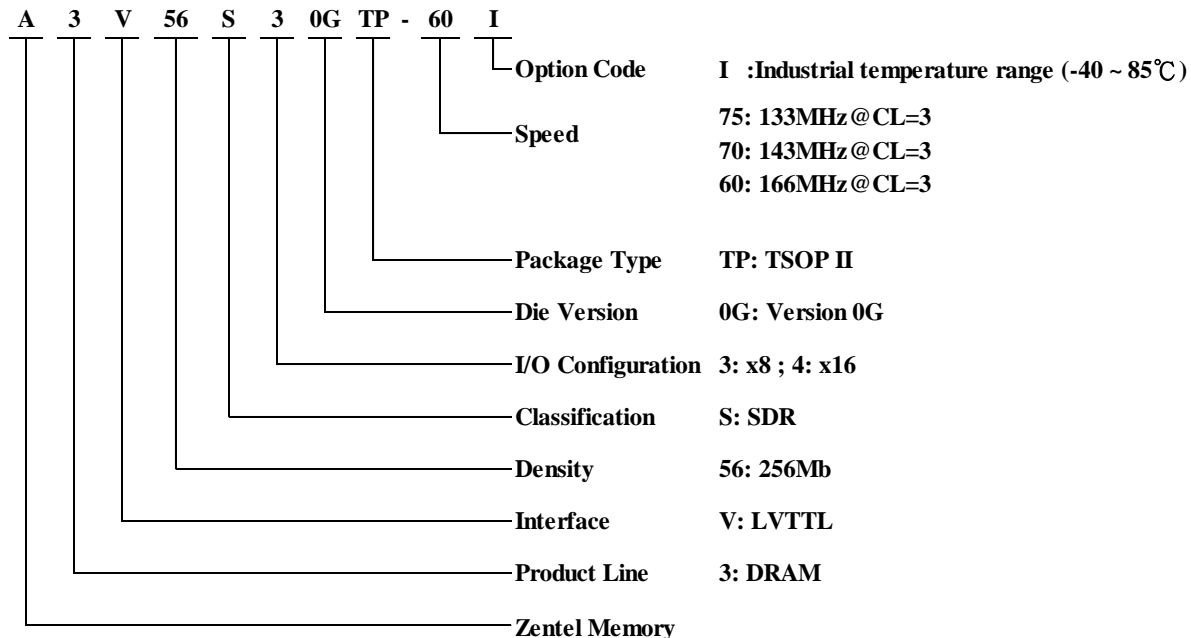 A 3 V 56 S 3 0G TP - 60 I
Option Code I :Industrial temperature range (-40 ~ 85℃)
Speed 75: 133MHz@CL=3
70: 143MHz@CL=3
60: 166MHz@CL=3
Package Type TP: TSOP II
Die Version 0G: Version 0G
I/O Configuration 3: x8 ; 4: x16
Classification S: SDR
Density 56: 256Mb
Interface V: LVTTL
Product Line 3: DRAM
Zentel Memory